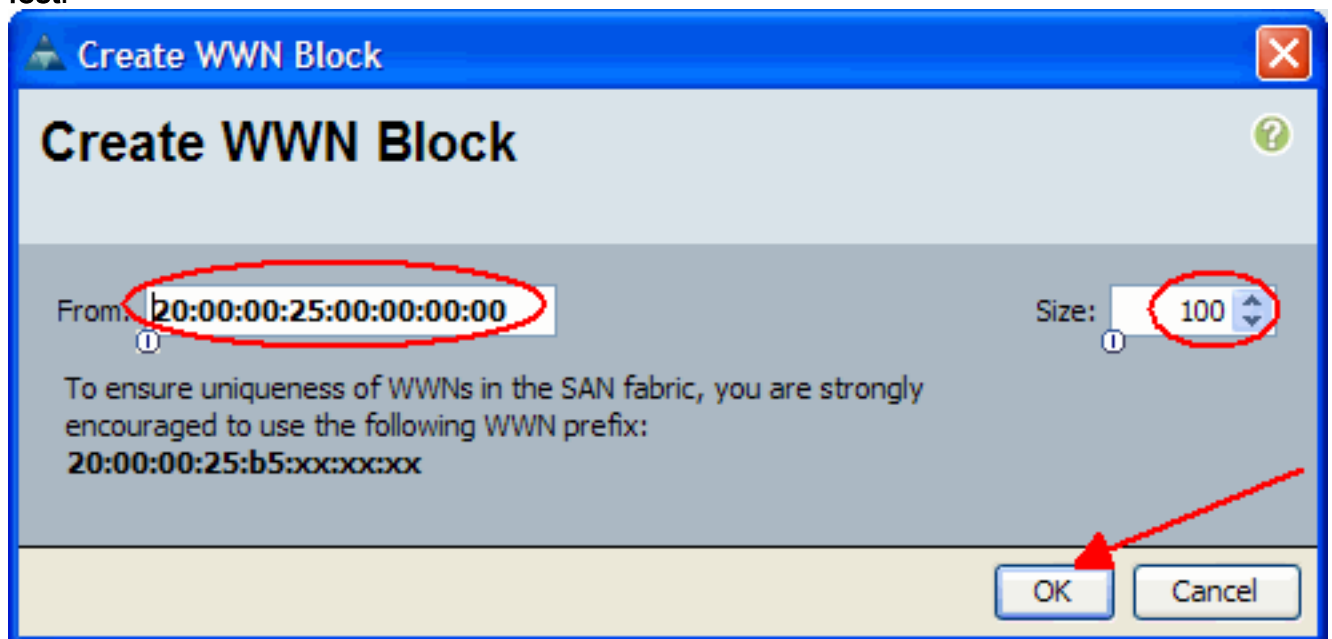 Create WWN Block
Create WWN Block
From: 20:00:00:25:00:00:00:00 Size: 100
To ensure uniqueness of WWNs in the SAN fabric, you are strongly
encouraged to use the following WWN prefix:
20:00:00:25:b5:xx:xx:xx
OK Cancel